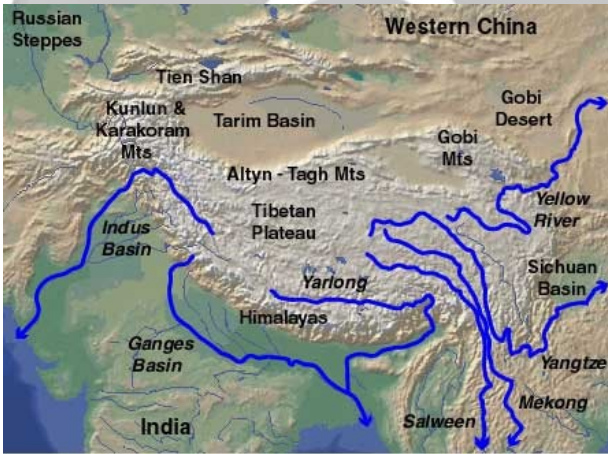 Russian
Steppes
Western China
Tien Shan
Kunlun &
Karakoram
Mts
Tarim Basin
Gobi
Desert
Gobi
Mts
Altyn - Tagh Mts
Yellow
River
Tibetan
Plateau
Indus
Basin
Sichuan
Basin
Yarlong
Himalayas
Ganges
Basin
Yangtze
Mekong
Salween
India